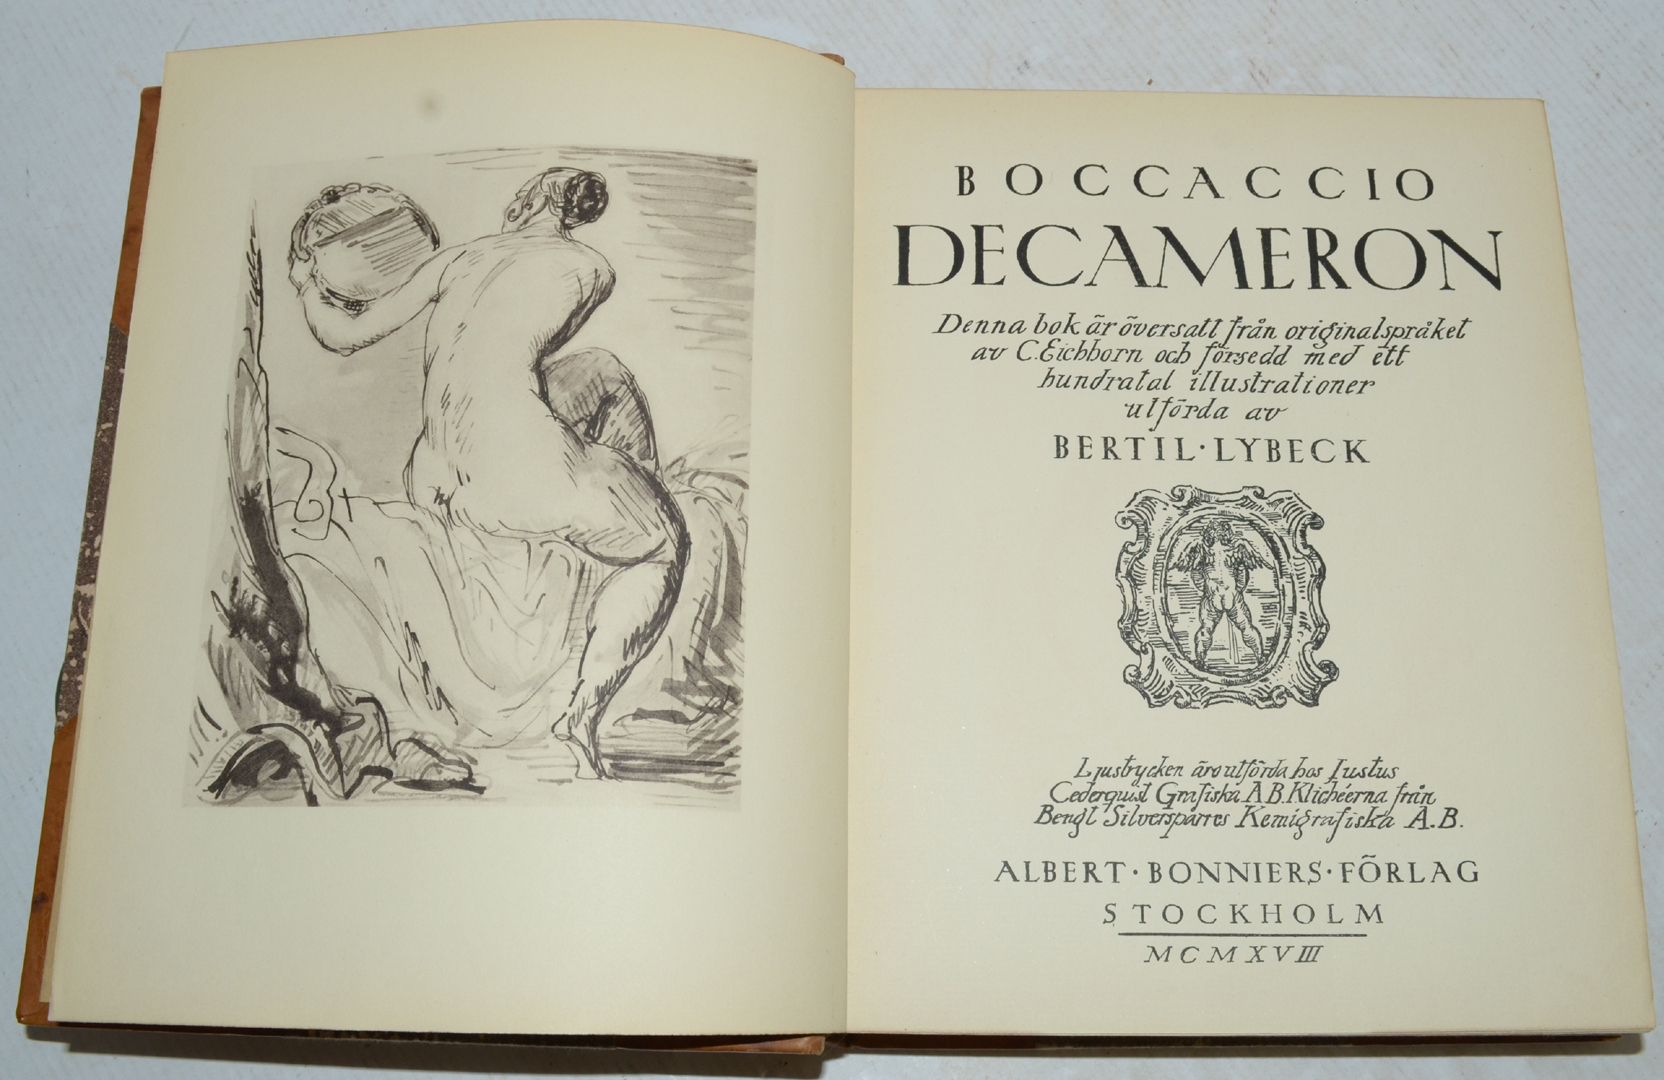 BOCCACCIO
DECAMERON
Denna bok är översatt från originalspråket
av C. Eichhorn och försedd med ett
hundratal illustrationer
utförda av
BERTIL·LYBECK
Ljustrycken äro utförda hos Iustus
Cederquist Grafiska A B. Klichéerna från
Bengt Silversparres Kemigrafiska A. B.
ALBERT·BONNIERS·FÖRLAG
STOCKHOLM
MCMXVIII